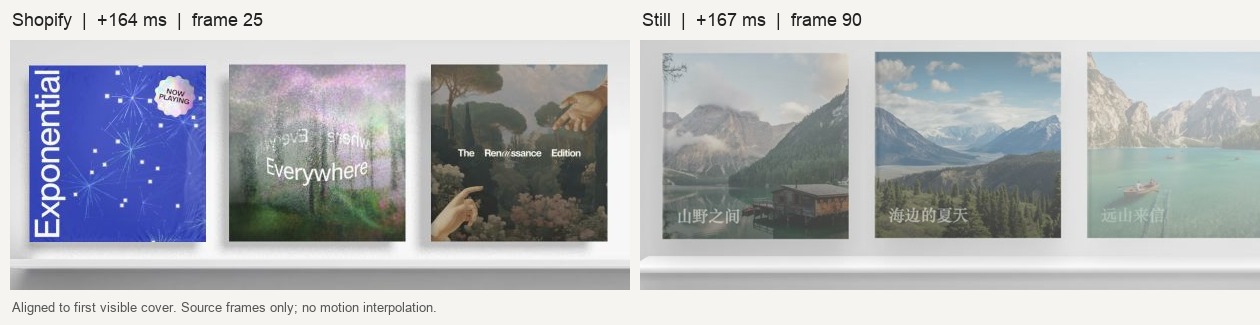 Shopify | +164 ms | frame 25
Still | +167 ms | frame 90
Exponential
NOW
PLAYING
Everywhere
Everywhere
The Renaissance Edition
山野之间
海边的夏天
远山来信
Aligned to first visible cover. Source frames only; no motion interpolation.